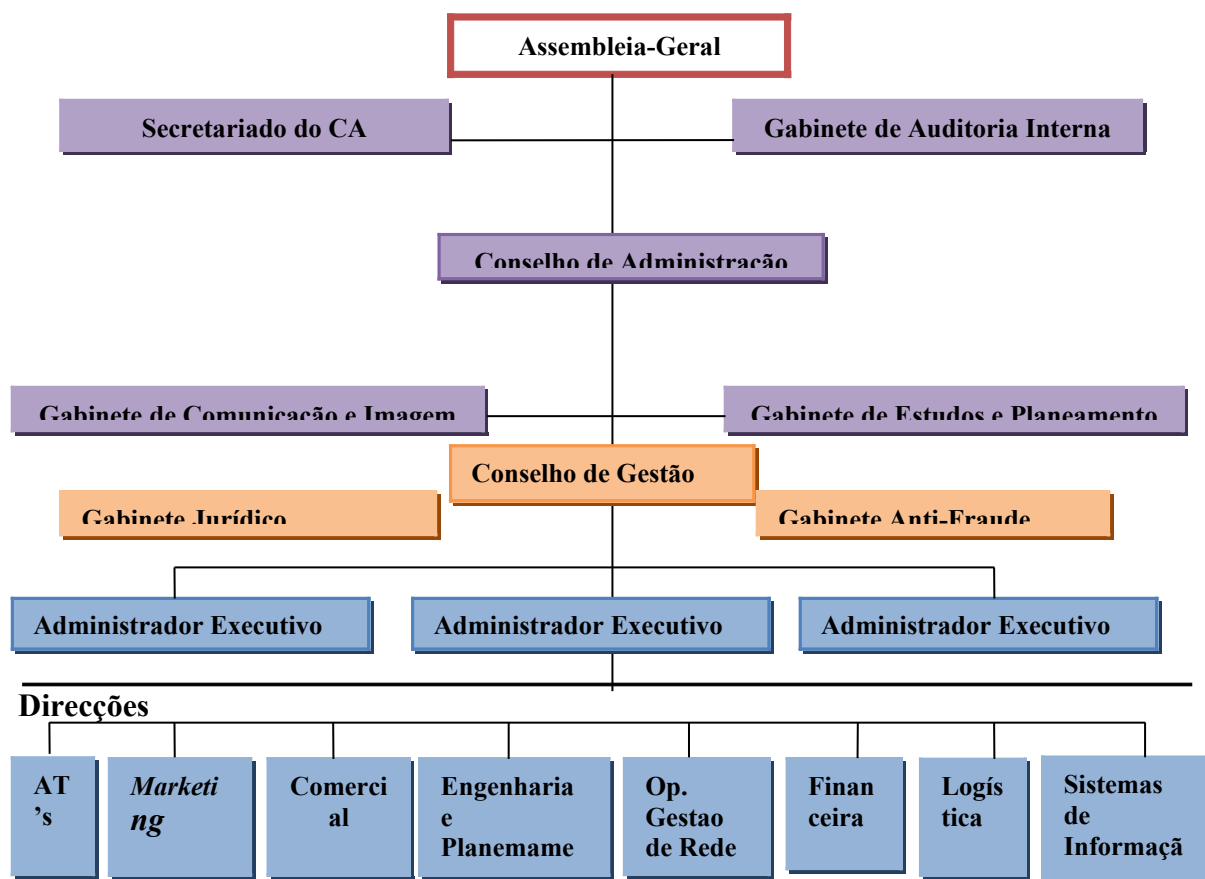 Assembleia-Geral
Secretariado do CA
Gabinete de Auditoria Interna
Conselho de Administração
Gabinete de Comunicação e Imagem
Gabinete de Estudos e Planeamento
Conselho de Gestão
Gabinete Jurídico
Gabinete Anti-Fraude
Administrador Executivo
Administrador Executivo
Administrador Executivo
Direcções
AT
's
Marketi
ng
Comerci
al
Engenharia
e
Planemame
Op.
Gestao
de Rede
Finan
ceira
Logís
tica
Sistemas
de
Informaçã